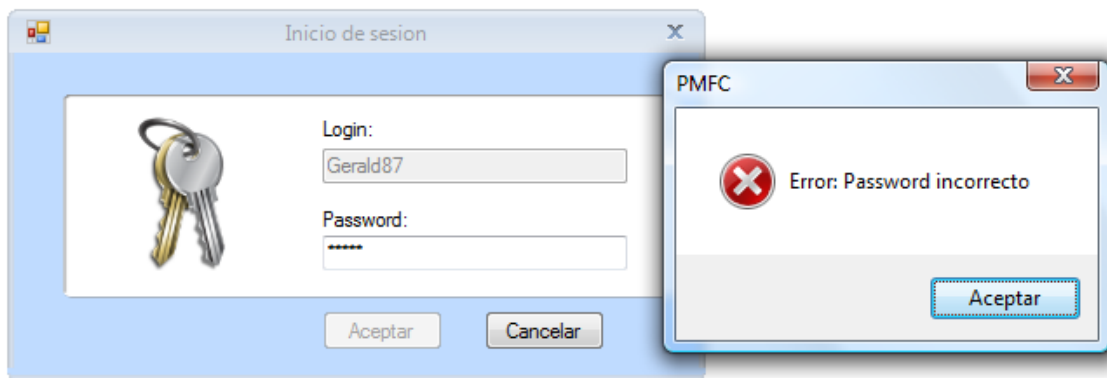 Inicio de sesion
Login:
Gerald87
Password:
*****
Aceptar
Cancelar
PMFC
Error: Password incorrecto
Aceptar